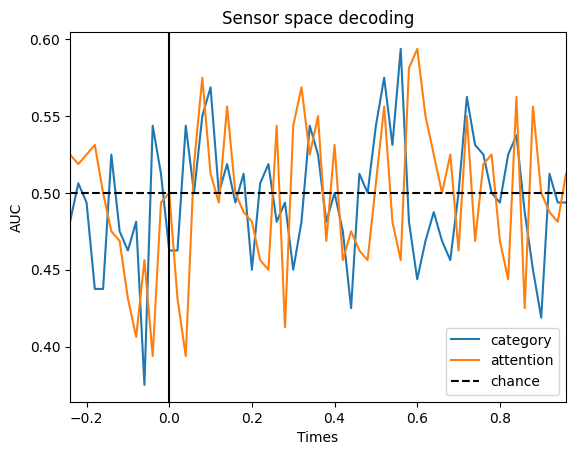 Sensor space decoding
0.60
0.55
0.50
0.45
0.40
AUC
category
attention
chance
−0.2
0.0
0.2
0.4
0.6
0.8
Times